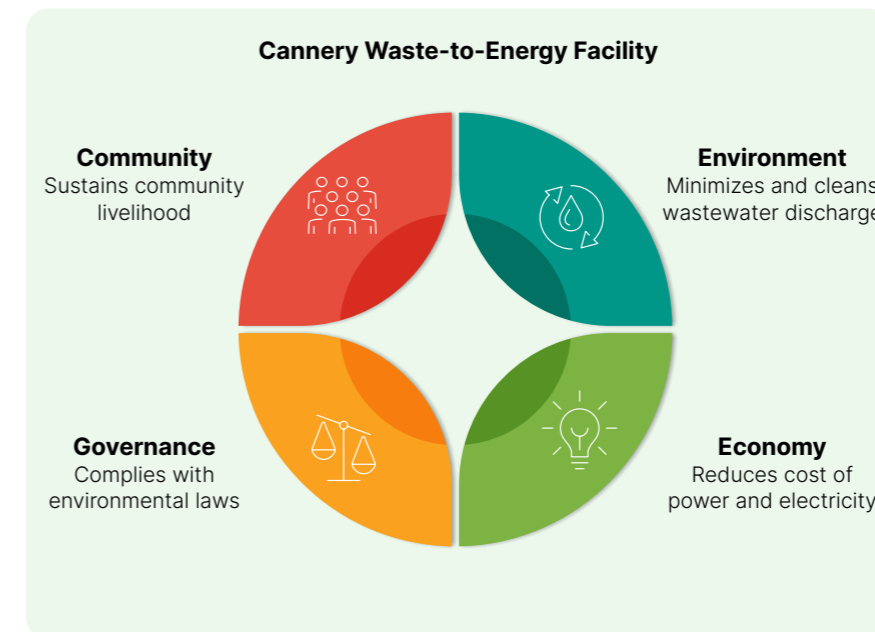 Cannery Waste-to-Energy Facility
Community
Sustains community
livelihood
Environment
Minimizes and cleans
wastewater discharge
Governance
Complies with
environmental laws
Economy
Reduces cost of
power and electricity